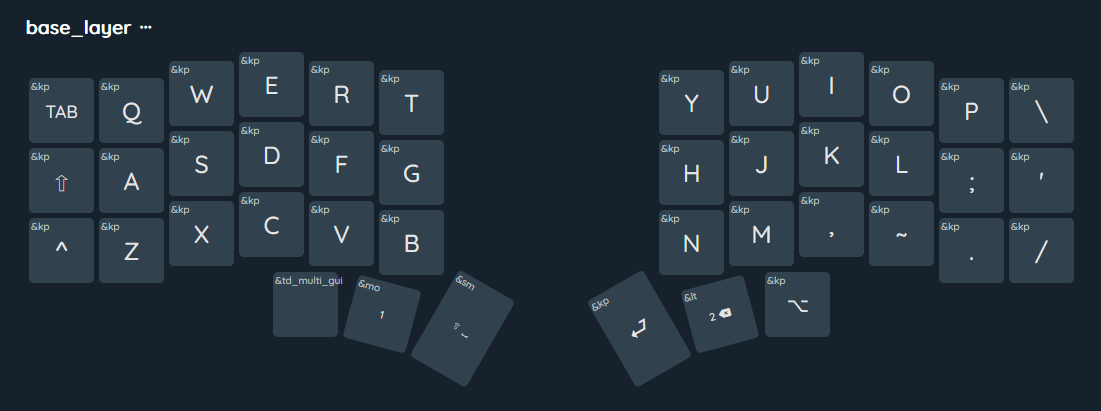 base_layer ...
&kp TAB &kp Q &kp W &kp E &kp R &kp T &kp Y &kp U &kp I &kp O &kp P &kp \
&kp ⇧ &kp A &kp S &kp D &kp F &kp G &kp H &kp J &kp K &kp L &kp ; &kp '
&kp ^ &kp Z &kp X &kp C &kp V &kp B &kp N &kp M &kp , &kp ~ &kp . &kp /
&td_multi_gui &mo 1 &sm ⇧ ⎵ &kp ⏎ &lt 2 ⌫ &kp ⌥